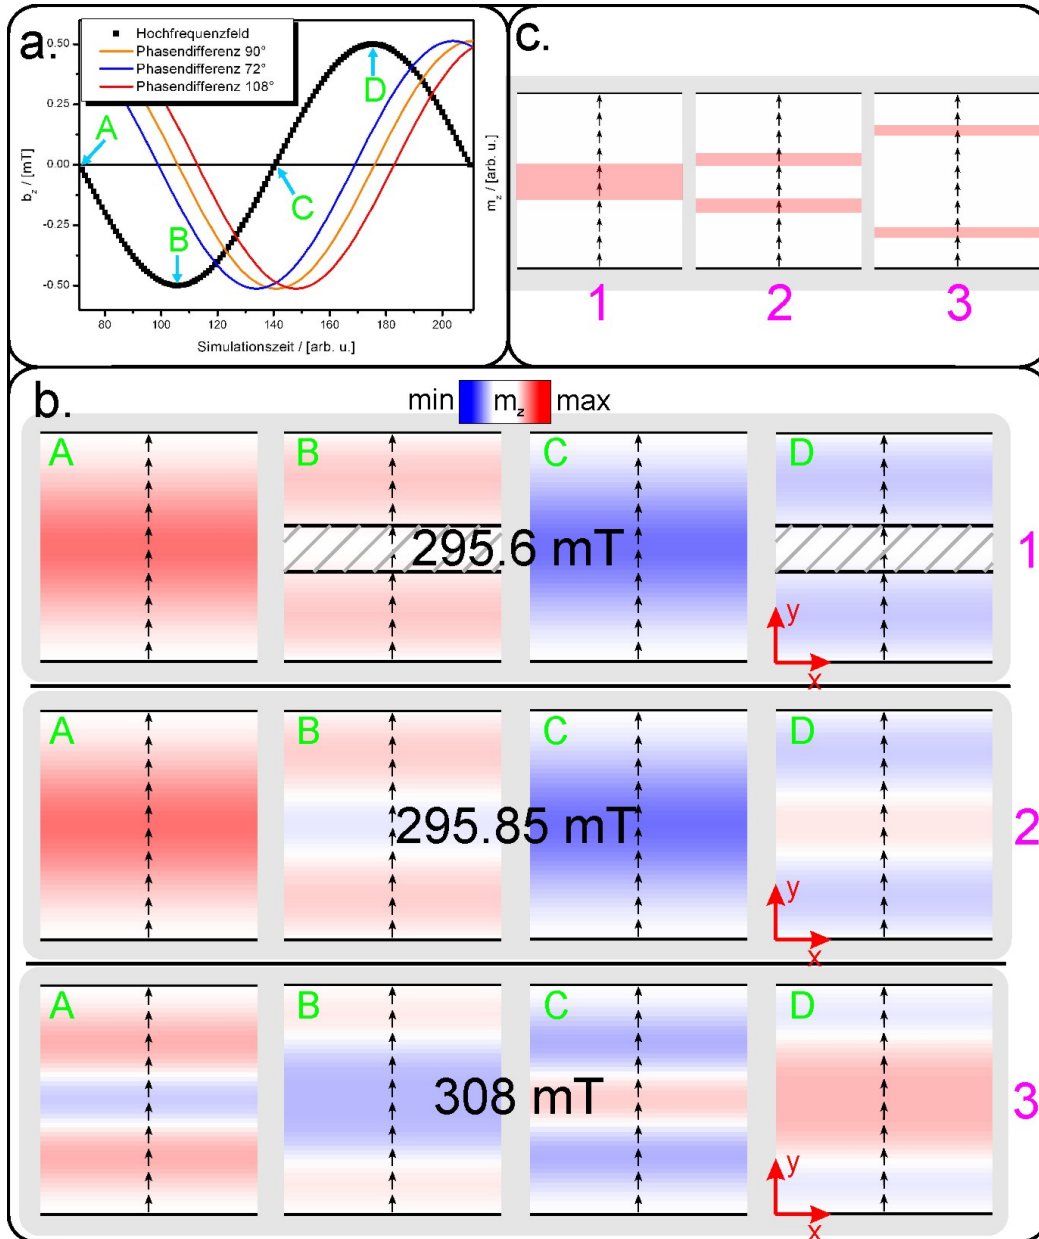 a.
Hochfrequenzfeld
Phasendifferenz 90°
Phasendifferenz 72°
Phasendifferenz 108°
0.50
0.25
0.00
-0.25
-0.50
b_z / [mT]
m_z / [arb. u.]
A
B
C
D
80 100 120 140 160 180 200
Simulationszeit / [arb. u.]
c.
1 2 3
b.
min m_z max
A B C D
295.6 mT
1
y
x
A B C D
295.85 mT
2
y
x
A B C D
308 mT
3
y
x